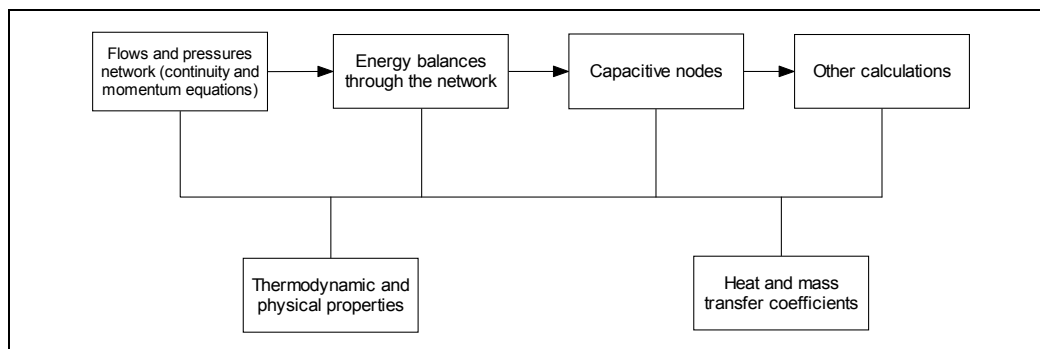 Flows and pressures
network (continuity and
momentum equations)
Energy balances
through the network
Capacitive nodes
Other calculations
Thermodynamic and
physical properties
Heat and mass
transfer coefficients